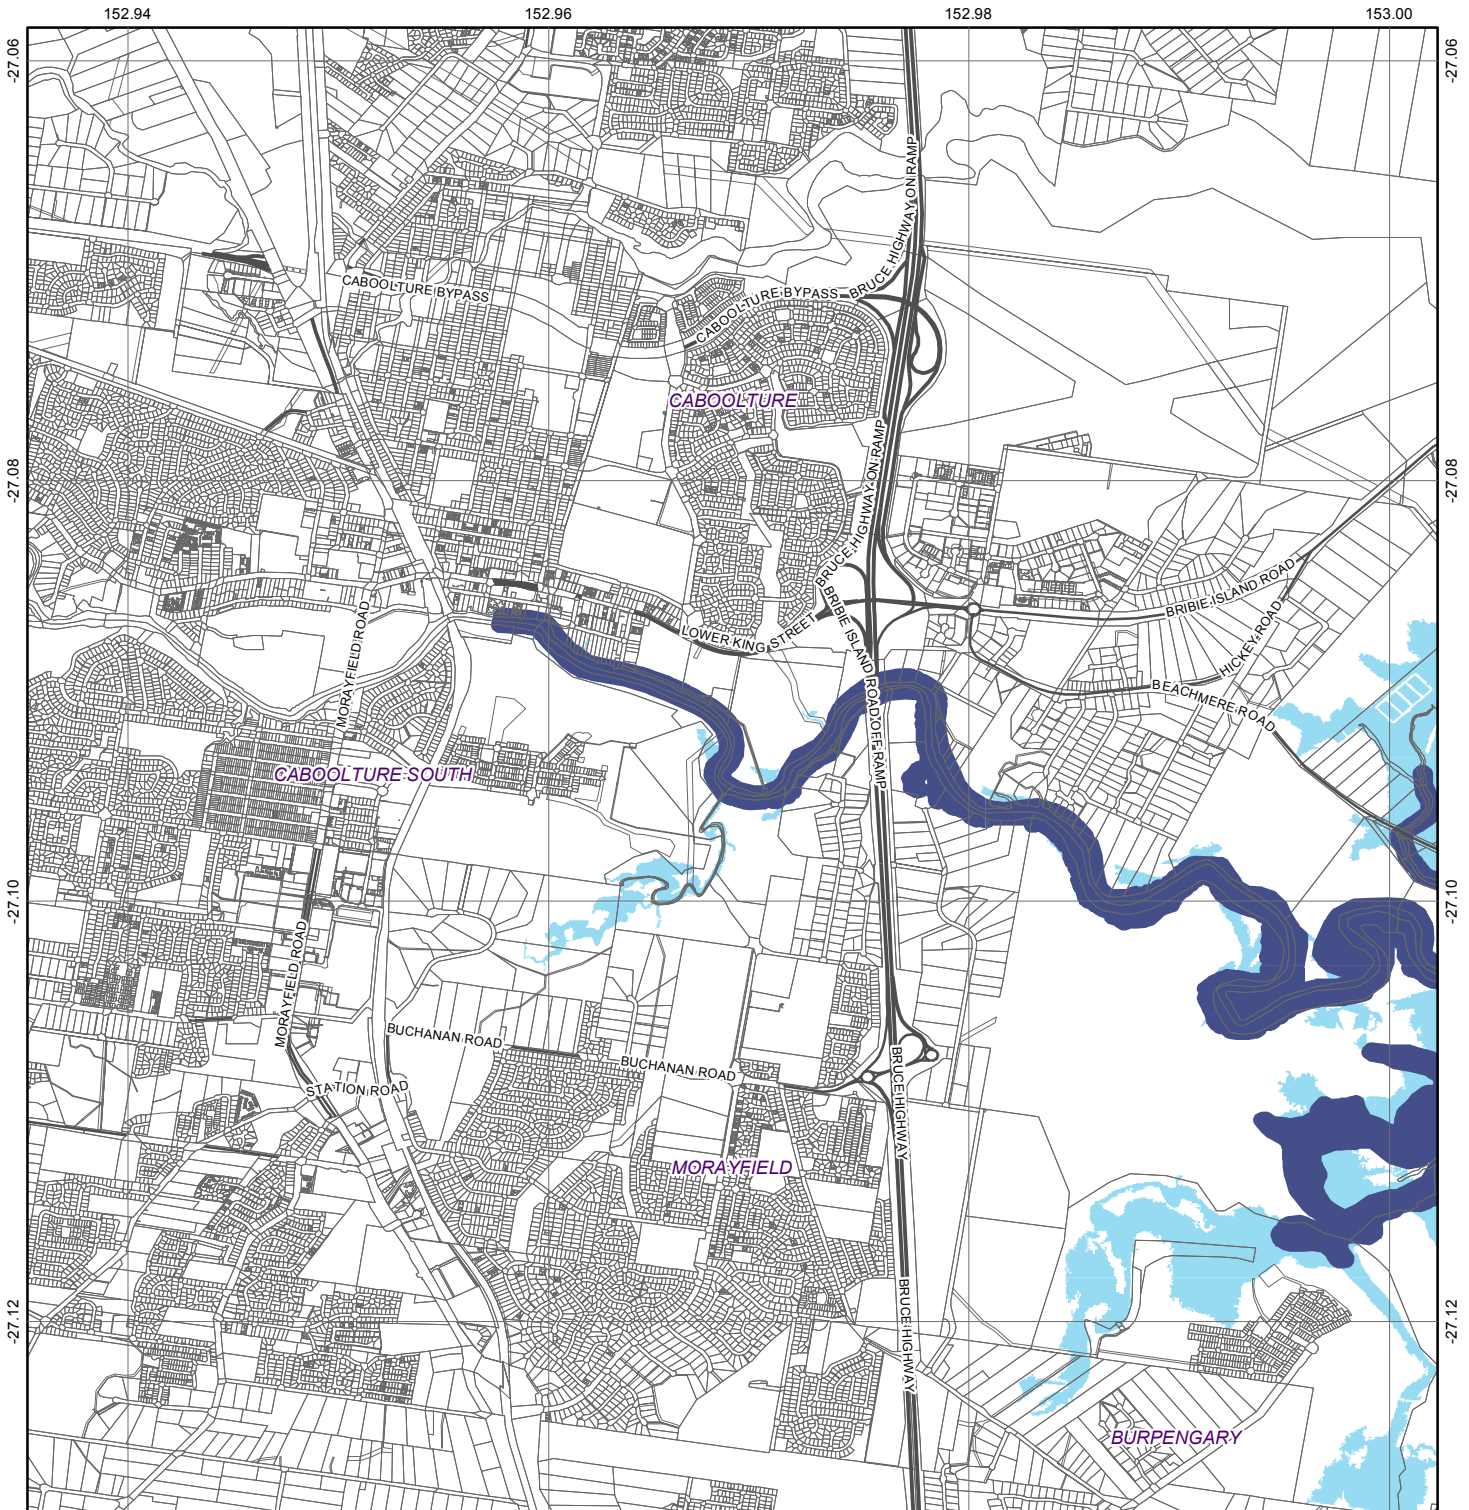 152.94
152.96
152.98
153.00
-27.06
-27.06
BRUCE HIGHWAY ON RAMP
CABOOLTURE BYPASS
CABOOLTURE BYPASS
CABOOLTURE
BRUCE HIGHWAY ON RAMP
-27.08
-27.08
BRIBIE ISLAND ROAD
HICKEY ROAD
MORAYFIELD ROAD
LOWER KING STREET
BRIBIE ISLAND ROAD OFF RAMP
BEACHMERE ROAD
CABOOLTURE SOUTH
-27.10
-27.10
MORAYFIELD ROAD
BUCHANAN ROAD
BUCHANAN ROAD
STATION ROAD
BRUCE HIGHWAY
MORAYFIELD
-27.12
-27.12
BRUCE HIGHWAY
BURPENGARY